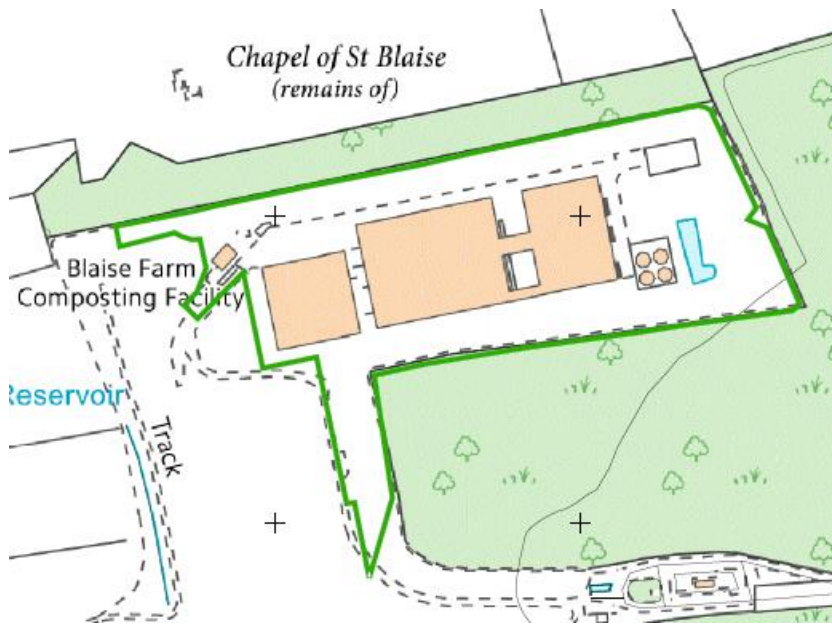 Chapel of St Blaise
(remains of)
Blaise Farm
Composting Facility
Reservoir
Track